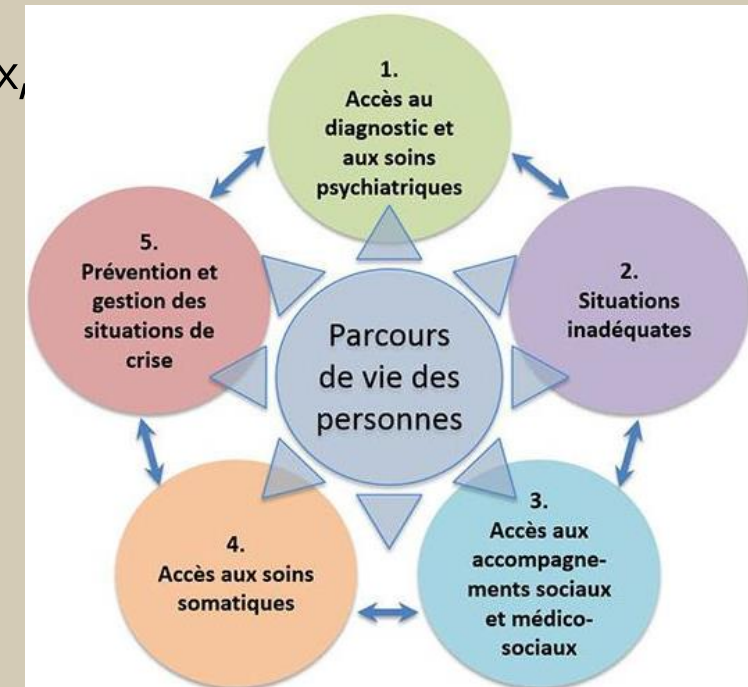 x,
1.
Accès au
diagnostic et
aux soins
psychiatriques
2.
Situations
inadéquates
3.
Accès aux
accompagne-
ments sociaux
et médico-
sociaux
4.
Accès aux soins
somatiques
5.
Prévention et
gestion des
situations de
crise
Parcours
de vie des
personnes